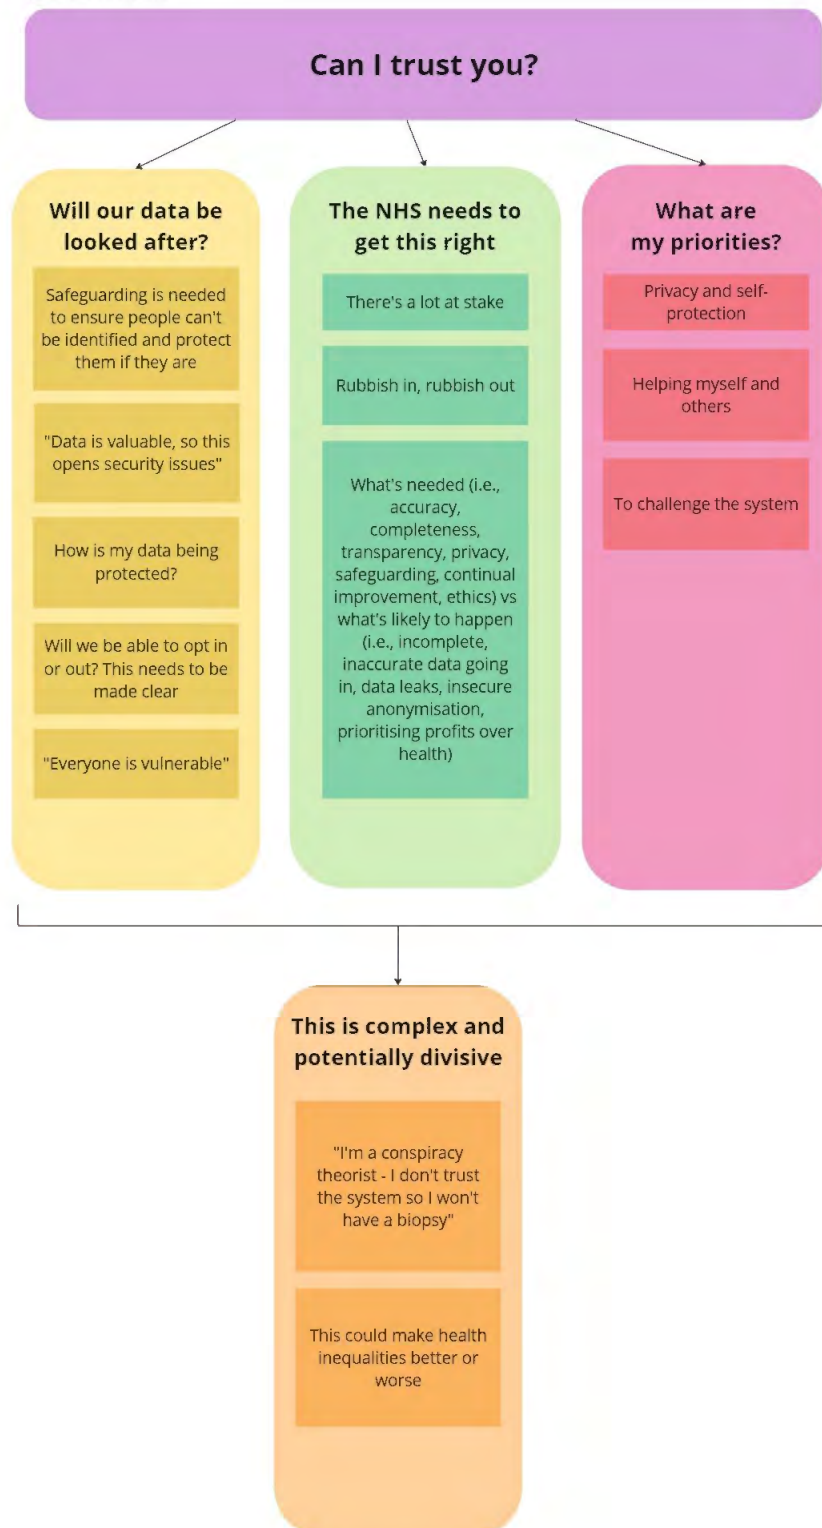 Can I trust you?
Will our data be
looked after?
Safeguarding is needed
to ensure people can't
be identified and protect
them if they are
"Data is valuable, so this
opens security issues"
How is my data being
protected?
Will we be able to opt in
or out? This needs to be
made clear
"Everyone is vulnerable"
The NHS needs to
get this right
There's a lot at stake
Rubbish in, rubbish out
What's needed (i.e.,
accuracy,
completeness,
transparency, privacy,
safeguarding, continual
improvement, ethics) vs
what's likely to happen
(i.e., incomplete,
inaccurate data going
in, data leaks, insecure
anonymisation,
prioritising profits over
health)
What are
my priorities?
Privacy and self-
protection
Helping myself and
others
To challenge the system
This is complex and
potentially divisive
"I'm a conspiracy
theorist - I don't trust
the system so I won't
have a biopsy"
This could make health
inequalities better or
worse